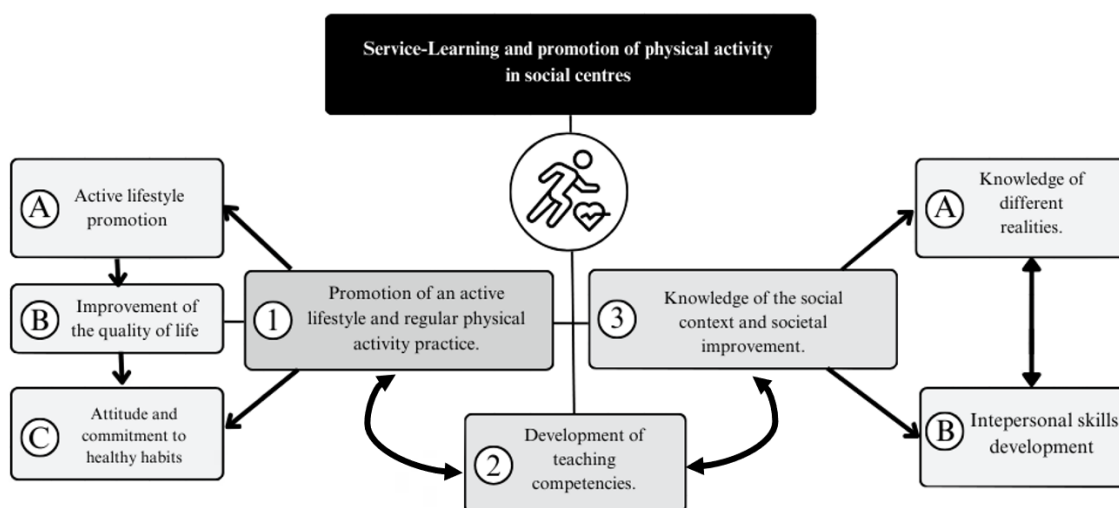 Service-Learning and promotion of physical activity
in social centres
A
Active lifestyle
promotion
B
Improvement of
the quality of life
C
Attitude and
commitment to
healthy habits
1
Promotion of an active
lifestyle and regular physical
activity practice.
2
Development of
teaching
competencies.
3
Knowledge of the social
context and societal
improvement.
A
Knowledge of
different
realities.
B
Intepersonal skills
development